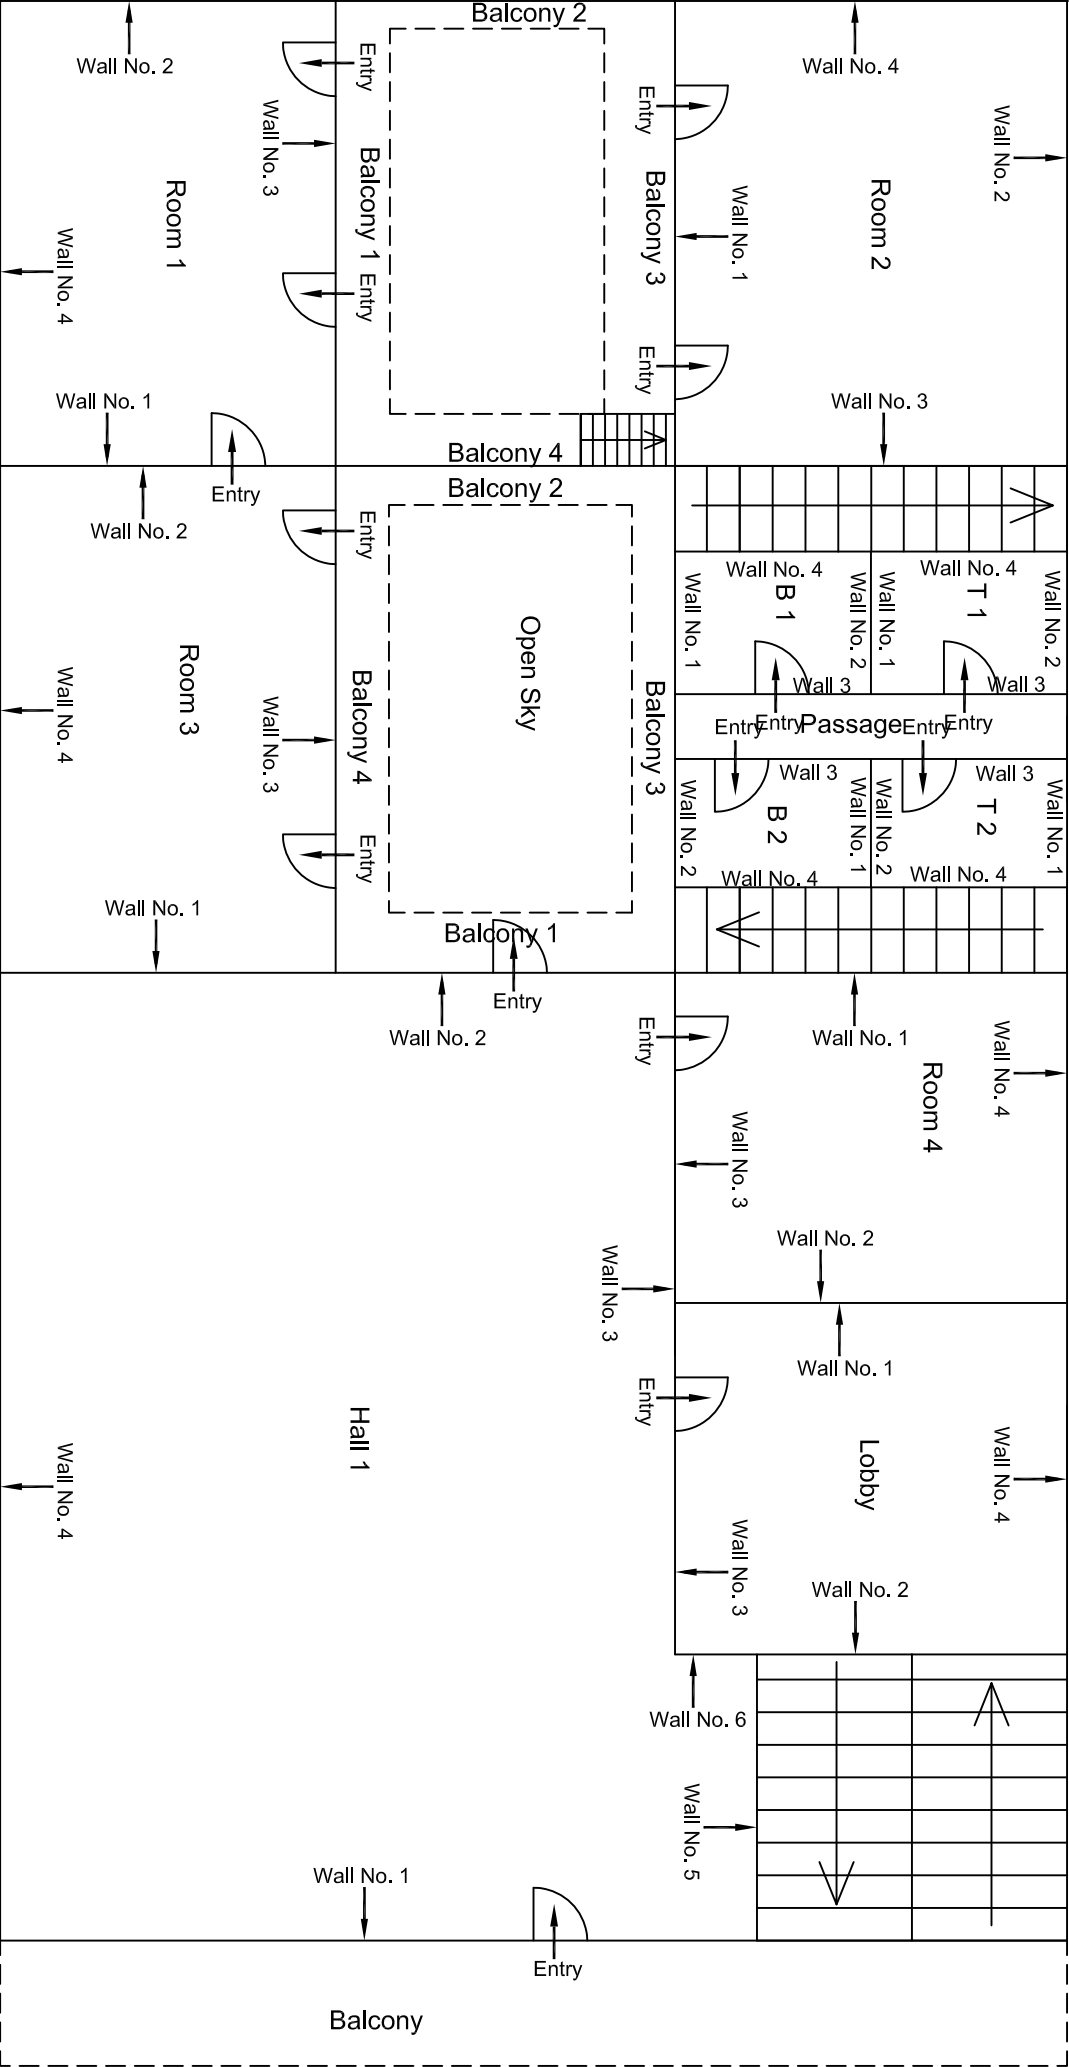 Balcony 2
Wall No. 2
Entry
Wall No. 4
Entry
Wall No. 3
Wall No. 2
Balcony 1
Balcony 3
Room 1
Room 2
Wall No. 1
Wall No. 4
Entry
Entry
Wall No. 1
Wall No. 3
Balcony 4
Entry
Balcony 2
Wall No. 2
Entry
Wall No. 4
Wall No. 4
Wall No. 1
B 1
Wall No. 2
Wall No. 1
T 1
Wall No. 2
Open Sky
Room 3
Wall No. 4
Wall No. 3
Balcony 4
Balcony 3
Wall 3
Wall 3
Entry
Entry
Passage
Entry
Entry
Wall 3
Wall 3
Wall No. 2
B 2
Wall No. 1
Wall No. 2
T 2
Wall No. 1
Entry
Wall No. 4
Wall No. 4
Wall No. 1
Balcony 1
Entry
Wall No. 2
Entry
Wall No. 1
Wall No. 4
Room 4
Wall No. 3
Wall No. 2
Wall No. 3
Wall No. 1
Entry
Hall 1
Lobby
Wall No. 4
Wall No. 4
Wall No. 3
Wall No. 2
Wall No. 6
Wall No. 5
Wall No. 1
Entry
Balcony